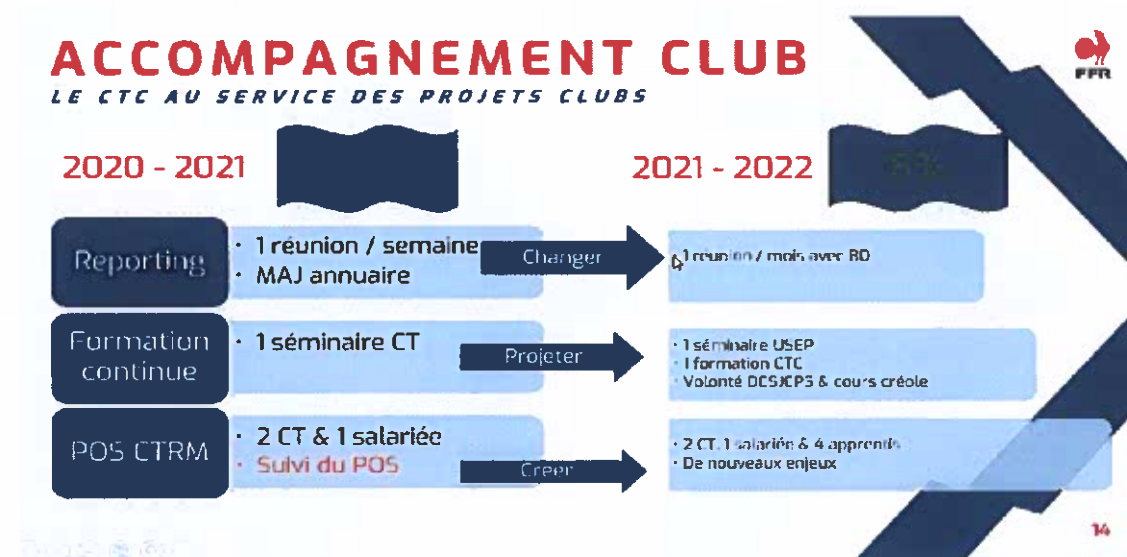 ACCOMPAGNEMENT CLUB
LE CTC AU SERVICE DES PROJETS CLUBS
FFR
2020 - 2021
2021 - 2022
Reporting
· 1 réunion / semaine
· MAJ annuaire
Changer
1 réunion / mois avec BD
Formation
continue
· 1 séminaire CT
Projeter
· 1 séminaire USEP
· 1 formation CTC
· Volonté & cours créole
POS CTRM
· 2 CT & 1 salariée
· Suivi du POS
Créer
· 2 CT, 1 salariée & 4 apprends
· De nouveaux enjeux
14